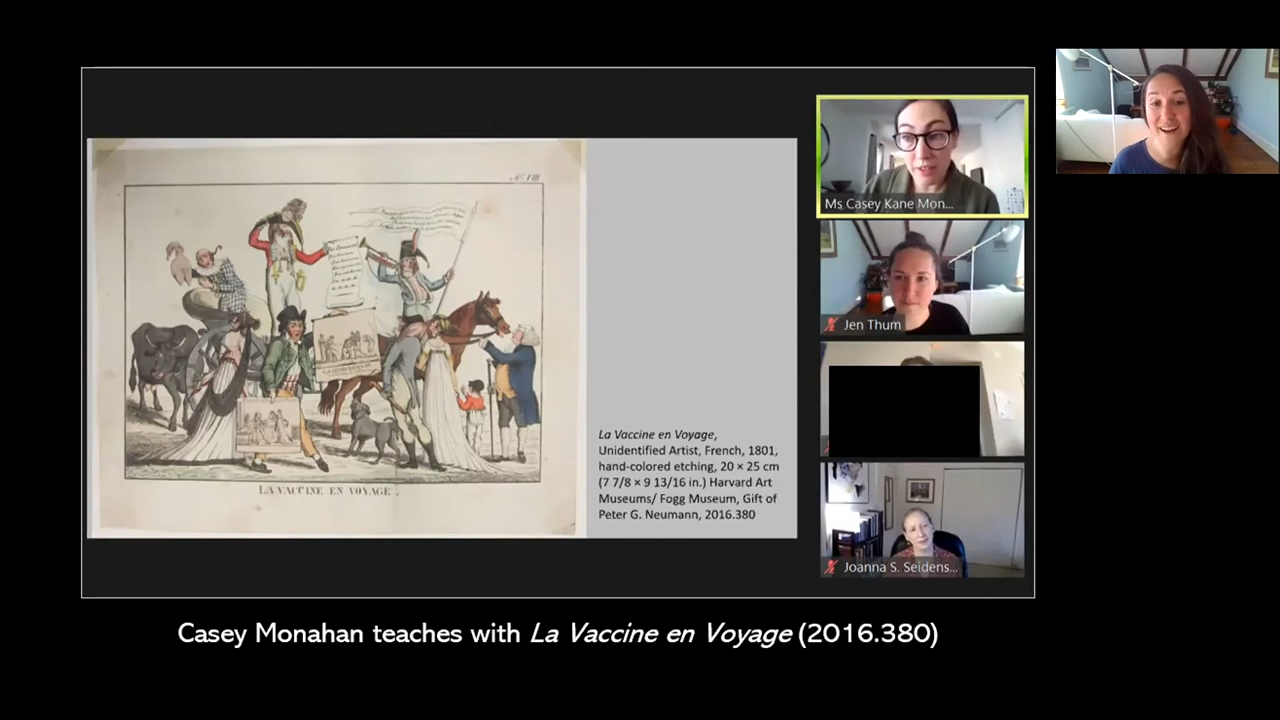 No. VIII
LA VACCINE EN VOYAGE.
La Vaccine en Voyage,
Unidentified Artist, French, 1801,
hand-colored etching, 20 × 25 cm
(7 7/8 × 9 13/16 in.) Harvard Art
Museums/ Fogg Museum, Gift of
Peter G. Neumann, 2016.380
Ms Casey Kane Mon...
Jen Thum
Joanna S. Seidens...
Casey Monahan teaches with La Vaccine en Voyage (2016.380)